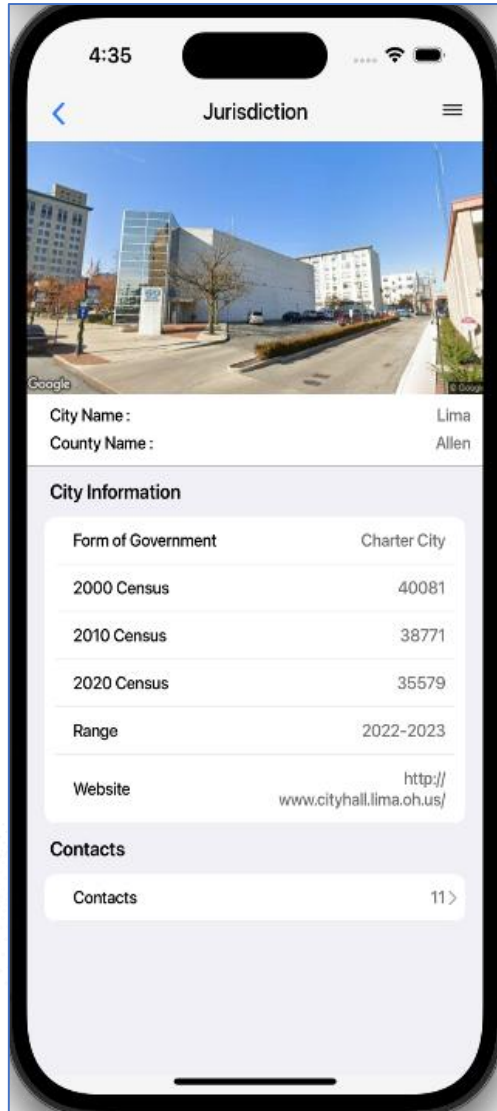 4:35
Jurisdiction
Google
© Google
City Name : Lima
County Name : Allen
City Information
Form of Government Charter City
2000 Census 40081
2010 Census 38771
2020 Census 35579
Range 2022-2023
Website http://
www.cityhall.lima.oh.us/
Contacts
Contacts 11